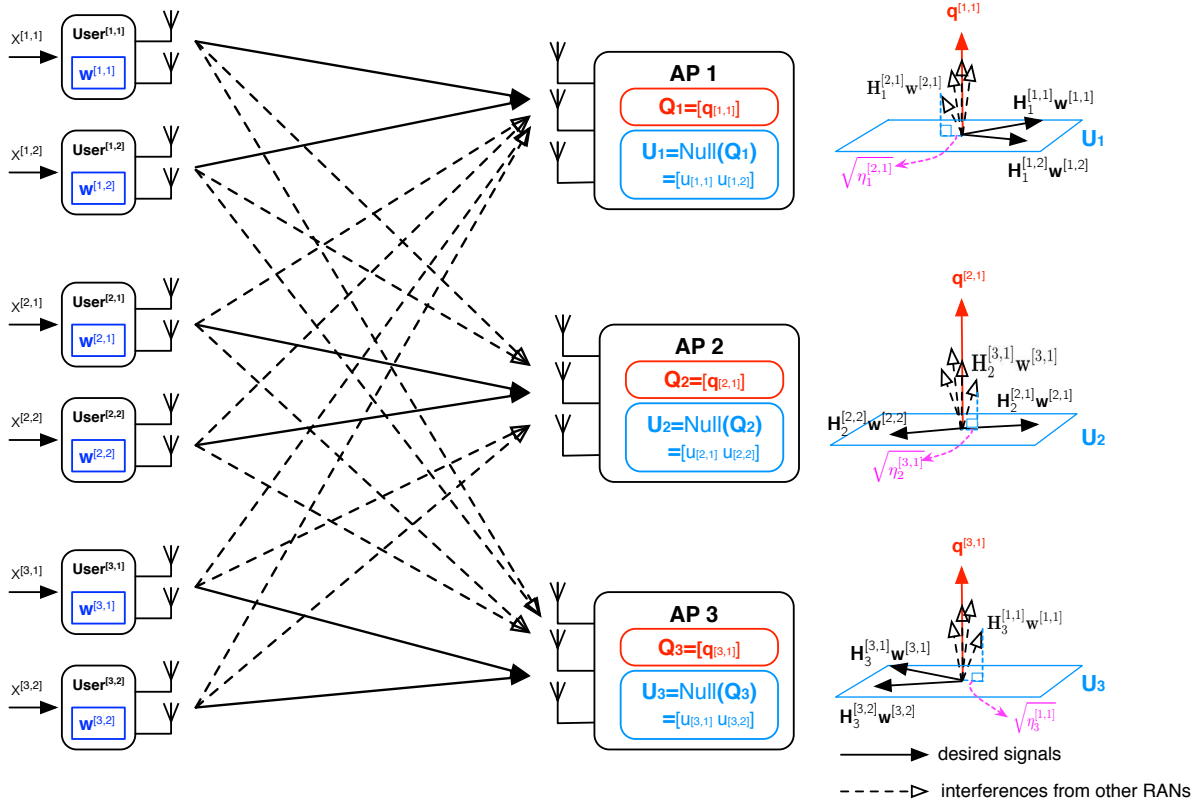 X[1,1]
User[1,1]
w[1,1]
X[1,2]
User[1,2]
w[1,2]
X[2,1]
User[2,1]
w[2,1]
X[2,2]
User[2,2]
w[2,2]
X[3,1]
User[3,1]
w[3,1]
X[3,2]
User[3,2]
w[3,2]
AP 1
Q1=[q[1,1]]
U1=Null(Q1)
=[u[1,1] u[1,2]]
AP 2
Q2=[q[2,1]]
U2=Null(Q2)
=[u[2,1] u[2,2]]
AP 3
Q3=[q[3,1]]
U3=Null(Q3)
=[u[3,1] u[3,2]]
q[1,1]
H1[2,1]w[2,1]
H1[1,1]w[1,1]
U1
√η1[2,1]
H1[1,2]w[1,2]
q[2,1]
H2[3,1]w[3,1]
H2[2,1]w[2,1]
H2[2,2]w[2,2]
U2
√η2[3,1]
q[3,1]
H3[1,1]w[1,1]
H3[3,1]w[3,1]
U3
H3[3,2]w[3,2]
√η3[1,1]
desired signals
interferences from other RANs